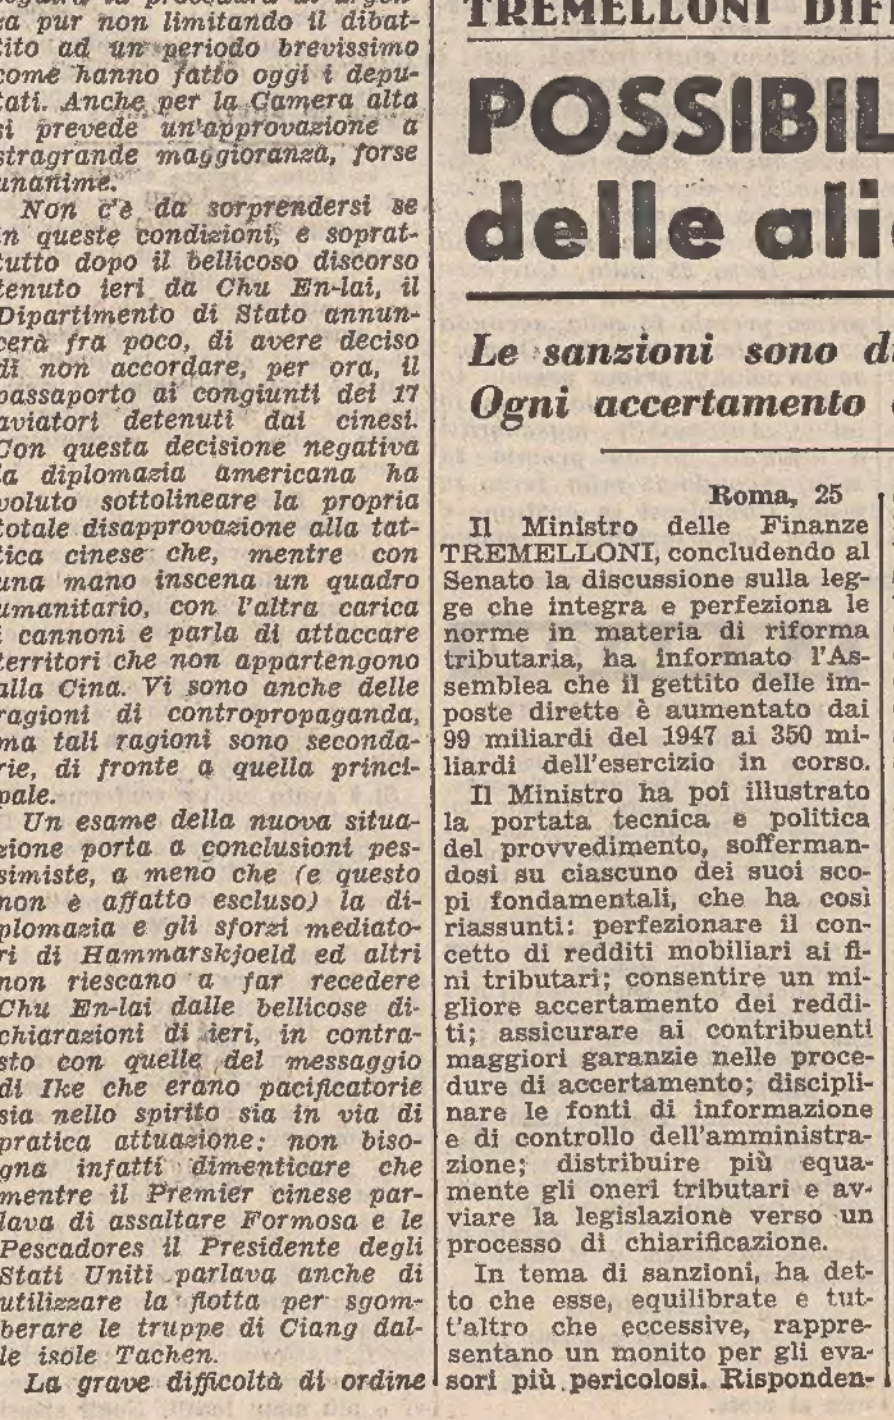 za pur non limitando il dibat-
tito ad un periodo brevissimo
come hanno fatto oggi i depu-
tati. Anche per la Camera alta
si prevede un'approvazione a
stragrande maggioranza, forse
unanime.
Non c'è da sorprendersi se
in queste condizioni, e soprat-
tutto dopo il bellicoso discorso
tenuto ieri da Chu En-lai, il
Dipartimento di Stato annun-
cerà fra poco, di avere deciso
di non accordare, per ora, il
passaporto ai congiunti dei 17
aviatori detenuti dai cinesi.
Con questa decisione negativa
la diplomazia americana ha
voluto sottolineare la propria
totale disapprovazione alla tat-
tica cinese che, mentre con
una mano inscena un quadro
umanitario, con l'altra carica
i cannoni e parla di attaccare
territori che non appartengono
alla Cina. Vi sono anche delle
ragioni di contropropaganda,
ma tali ragioni sono seconda-
rie, di fronte a quella princi-
pale.
Un esame della nuova situa-
zione porta a conclusioni pes-
simiste, a meno che (e questo
non è affatto escluso) la di-
plomazia e gli sforzi mediato-
ri di Hammarskjoeld ed altri
non riescano a far recedere
Chu En-lai dalle bellicose di-
chiarazioni di ieri, in contra-
sto con quelle del messaggio
di Ike che erano pacificatorie
sia nello spirito sia in via di
pratica attuazione: non biso-
gna infatti dimenticare che
mentre il Premier cinese par-
lava di assaltare Formosa e le
Pescadores il Presidente degli
Stati Uniti parlava anche di
utilizzare la flotta per sgom-
berare le truppe di Ciang dal-
le isole Tachen.
La grave difficoltà di ordine
TREMELLONI DIF
POSSIBIL
delle ali
Le sanzioni sono d
Ogni accertamento
Roma, 25
Il Ministro delle Finanze
TREMELLONI, concludendo al
Senato la discussione sulla leg-
ge che integra e perfeziona le
norme in materia di riforma
tributaria, ha informato l'As-
semblea che il gettito delle im-
poste dirette è aumentato dai
99 miliardi del 1947 ai 350 mi-
liardi dell'esercizio in corso.
Il Ministro ha poi illustrato
la portata tecnica e politica
del provvedimento, sofferman-
dosi su ciascuno dei suoi sco-
pi fondamentali, che ha così
riassunti: perfezionare il con-
cetto di redditi mobiliari ai fi-
ni tributari; consentire un mi-
gliore accertamento dei reddi-
ti; assicurare ai contribuenti
maggiori garanzie nelle proce-
dure di accertamento; discipli-
nare le fonti di informazione
e di controllo dell'amministra-
zione; distribuire più equa-
mente gli oneri tributari e av-
viare la legislazione verso un
processo di chiarificazione.
In tema di sanzioni, ha det-
to che esse, equilibrate e tut-
t'altro che eccessive, rappre-
sentano un monito per gli eva-
sori più pericolosi. Risponden-